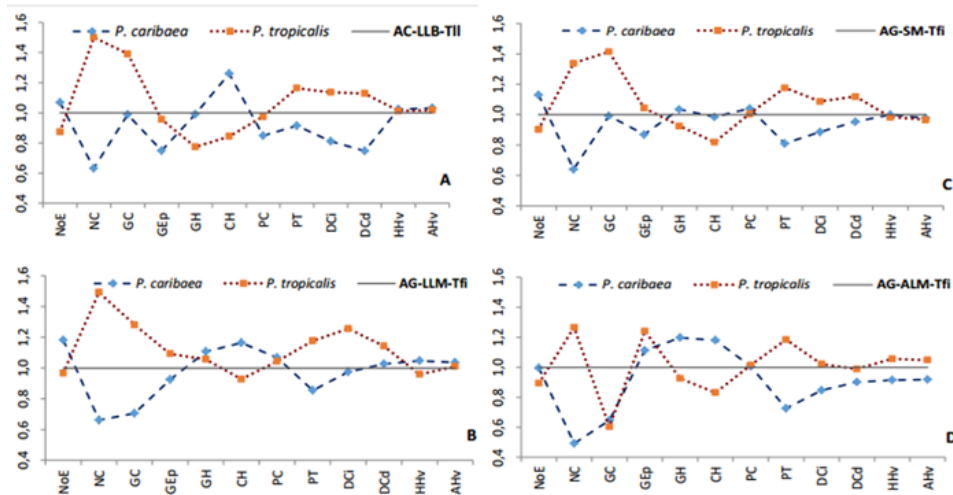 P. caribaea P. tropicalis AC-LLB-Tll
1,6
1,4
1,2
1,0
0,8
0,6
0,4
A
NoE NC GC GEp GH CH PC PT DCi DCd HHv AHv
P. caribaea P. tropicalis AG-SM-Tfi
1,6
1,4
1,2
1,0
0,8
0,6
0,4
C
NoE NC GC GEp GH CH PC PT DCi DCd HHv AHv
P. caribaea P. tropicalis AG-LLM-Tfi
1,6
1,4
1,2
1,0
0,8
0,6
0,4
B
NoE NC GC GEp GH CH PC PT DCi DCd HHv AHv
P. caribaea P. tropicalis AG-ALM-Tfi
1,6
1,4
1,2
1,0
0,8
0,6
0,4
D
NoE NC GC GEp GH CH PC PT DCi DCd HHv AHv